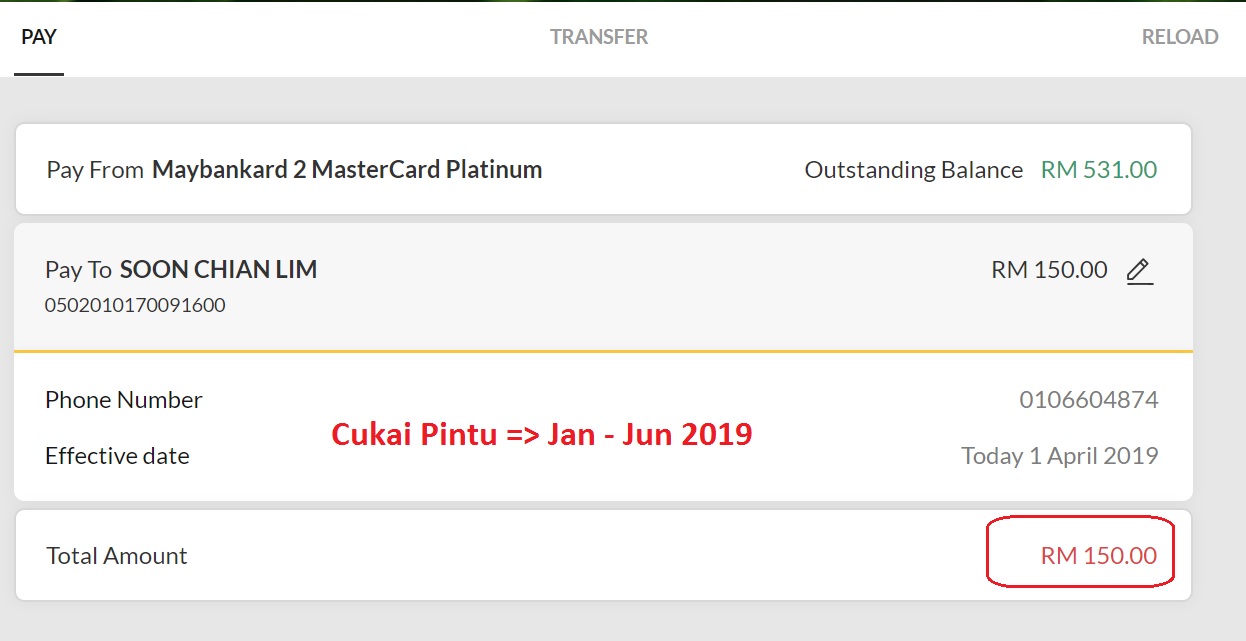 PAY TRANSFER RELOAD
Pay From Maybankard 2 MasterCard Platinum Outstanding Balance RM 531.00
Pay To SOON CHIAN LIM RM 150.00
0502010170091600
Phone Number 0106604874
Cukai Pintu => Jan - Jun 2019
Effective date Today 1 April 2019
Total Amount RM 150.00